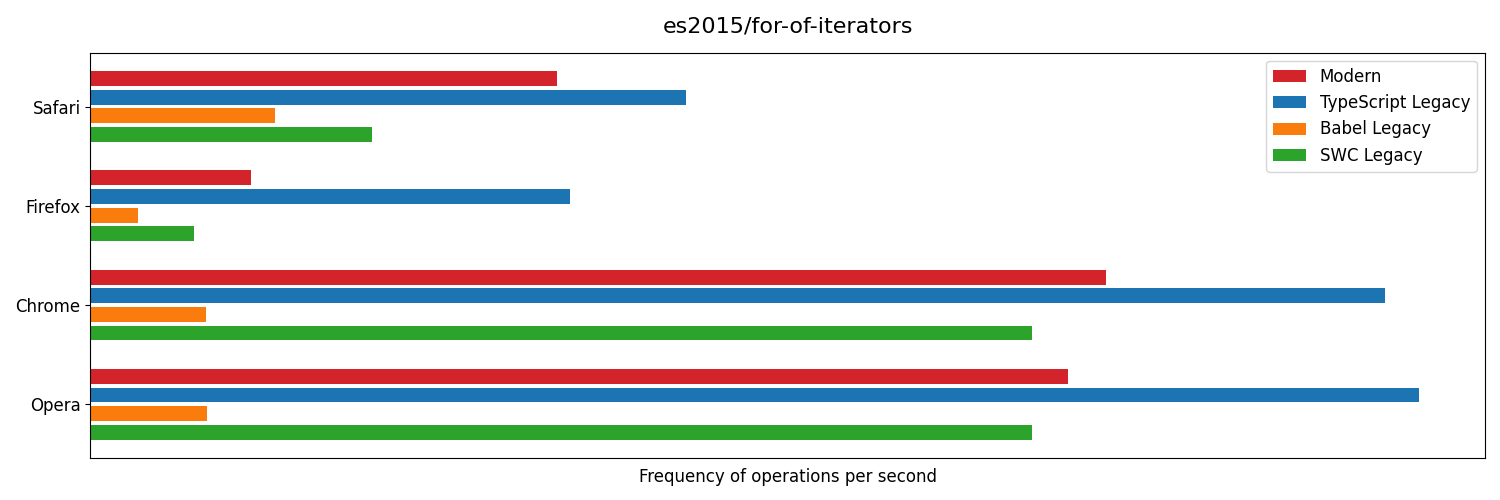 es2015/for-of-iterators
Modern
TypeScript Legacy
Babel Legacy
SWC Legacy
Safari
Firefox
Chrome
Opera
Frequency of operations per second